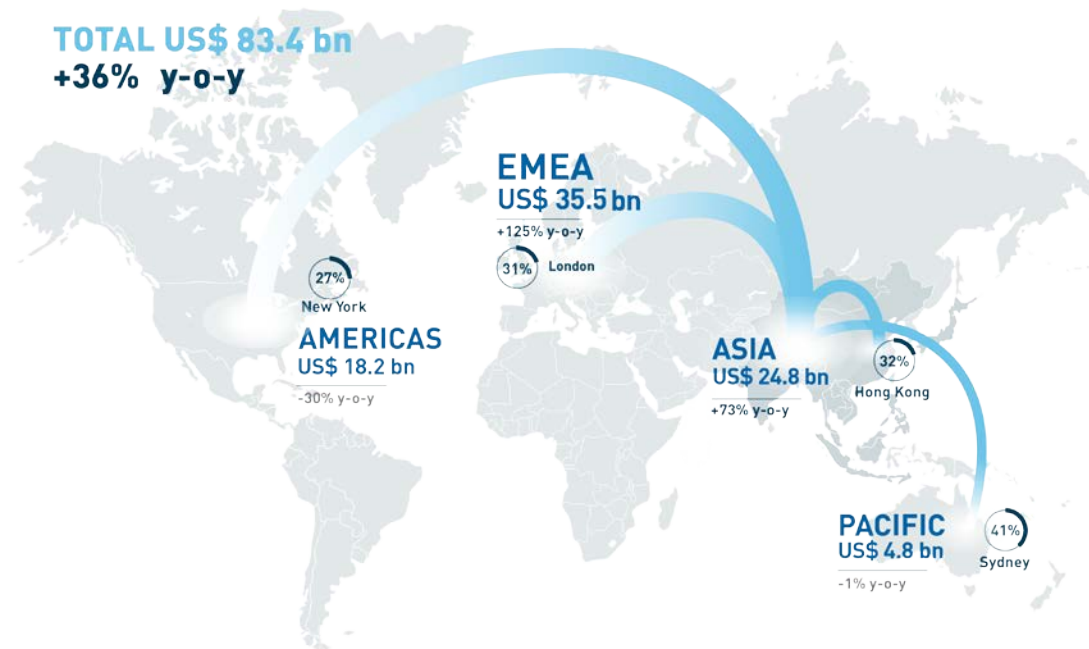 TOTAL US$ 83.4 bn
+36% y-o-y
EMEA
US$ 35.5 bn
+125% y-o-y
31% London
27%
New York
AMERICAS
US$ 18.2 bn
-30% y-o-y
ASIA
US$ 24.8 bn
+73% y-o-y
32%
Hong Kong
PACIFIC
US$ 4.8 bn
-1% y-o-y
41%
Sydney